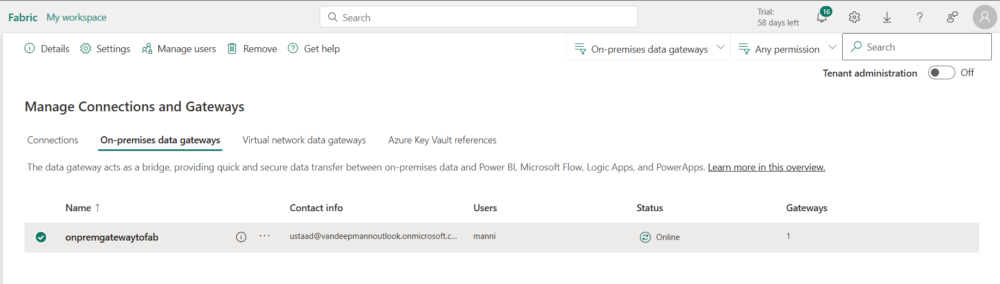 Fabric My workspace
Search
Trial:
58 days left
16
Details Settings Manage users Remove Get help
On-premises data gateways Any permission Search
Tenant administration Off
Manage Connections and Gateways
Connections On-premises data gateways Virtual network data gateways Azure Key Vault references
The data gateway acts as a bridge, providing quick and secure data transfer between on-premises data and Power BI, Microsoft Flow, Logic Apps, and PowerApps. Learn more in this overview.
Name ↑ Contact info Users Status Gateways
onpremgatewaytofab ... ustaad@vandeepmannoutlook.onmicrosoft.c... manni Online 1